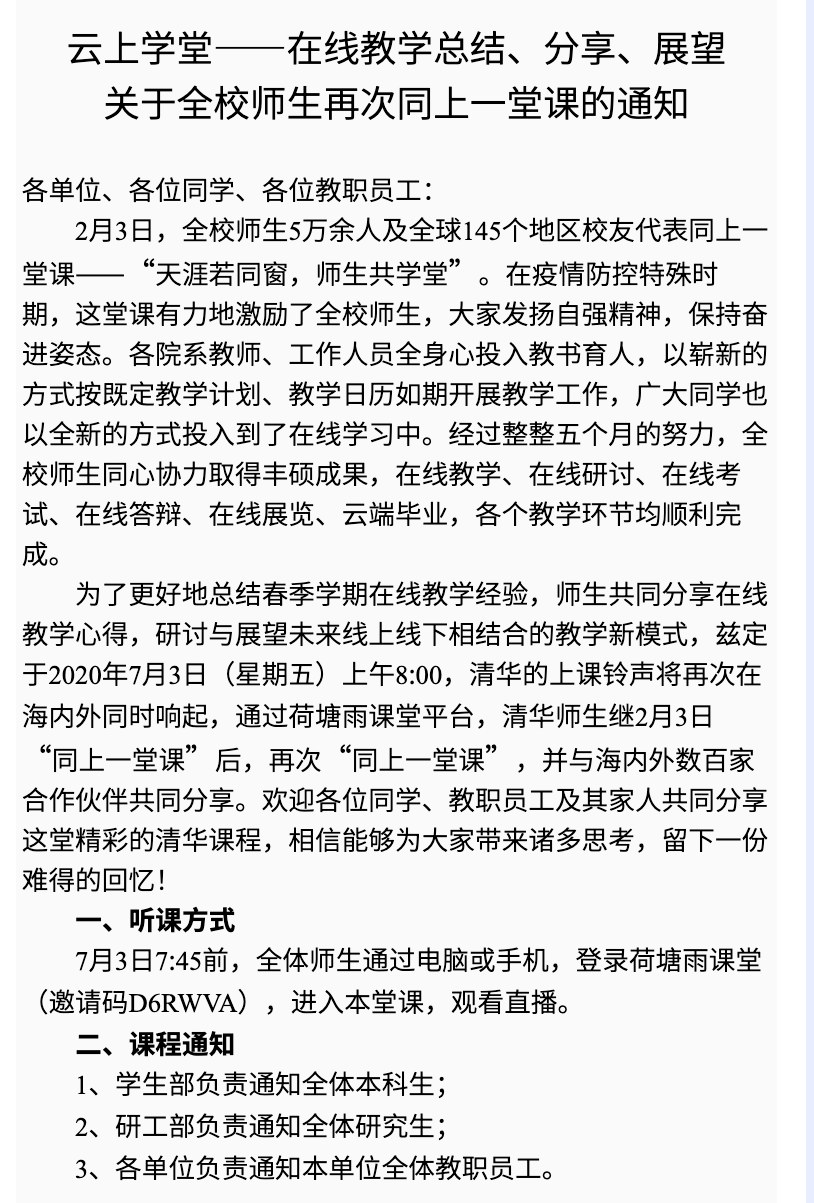 云上学堂——在线教学总结、分享、展望
关于全校师生再次同上一堂课的通知
各单位、各位同学、各位教职员工：
2月3日，全校师生5万余人及全球145个地区校友代表同上一
堂课——“天涯若同窗，师生共学堂”。在疫情防控特殊时
期，这堂课有力地激励了全校师生，大家发扬自强精神，保持奋
进姿态。各院系教师、工作人员全身心投入教书育人，以崭新的
方式按既定教学计划、教学日历如期开展教学工作，广大同学也
以全新的方式投入到了在线学习中。经过整整五个月的努力，全
校师生同心协力取得丰硕成果，在线教学、在线研讨、在线考
试、在线答辩、在线展览、云端毕业，各个教学环节均顺利完
成。
为了更好地总结春季学期在线教学经验，师生共同分享在线
教学心得，研讨与展望未来线上线下相结合的教学新模式，兹定
于2020年7月3日（星期五）上午8:00，清华的上课铃声将再次在
海内外同时响起，通过荷塘雨课堂平台，清华师生继2月3日
“同上一堂课”后，再次“同上一堂课”，并与海内外数百家
合作伙伴共同分享。欢迎各位同学、教职员工及其家人共同分享
这堂精彩的清华课程，相信能够为大家带来诸多思考，留下一份
难得的回忆！
一、听课方式
7月3日7:45前，全体师生通过电脑或手机，登录荷塘雨课堂
（邀请码D6RWVA），进入本堂课，观看直播。
二、课程通知
1、学生部负责通知全体本科生；
2、研工部负责通知全体研究生；
3、各单位负责通知本单位全体教职员工。